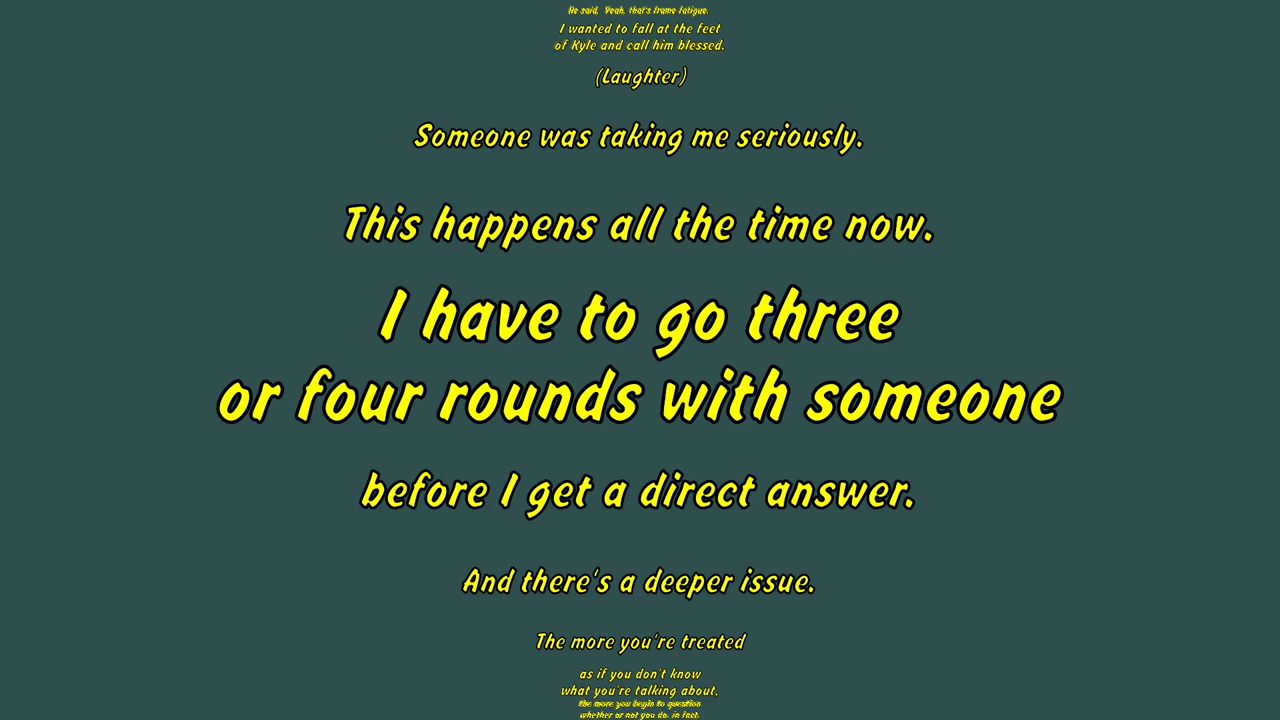 He said, Yeah, that's frame fatigue.
I wanted to fall at the feet
of Kyle and call him blessed.
(Laughter)
Someone was taking me seriously.
This happens all the time now.
I have to go three
or four rounds with someone
before I get a direct answer.
And there's a deeper issue.
The more you're treated
as if you don't know
what you're talking about,
the more you begin to question
whether or not you do, in fact,